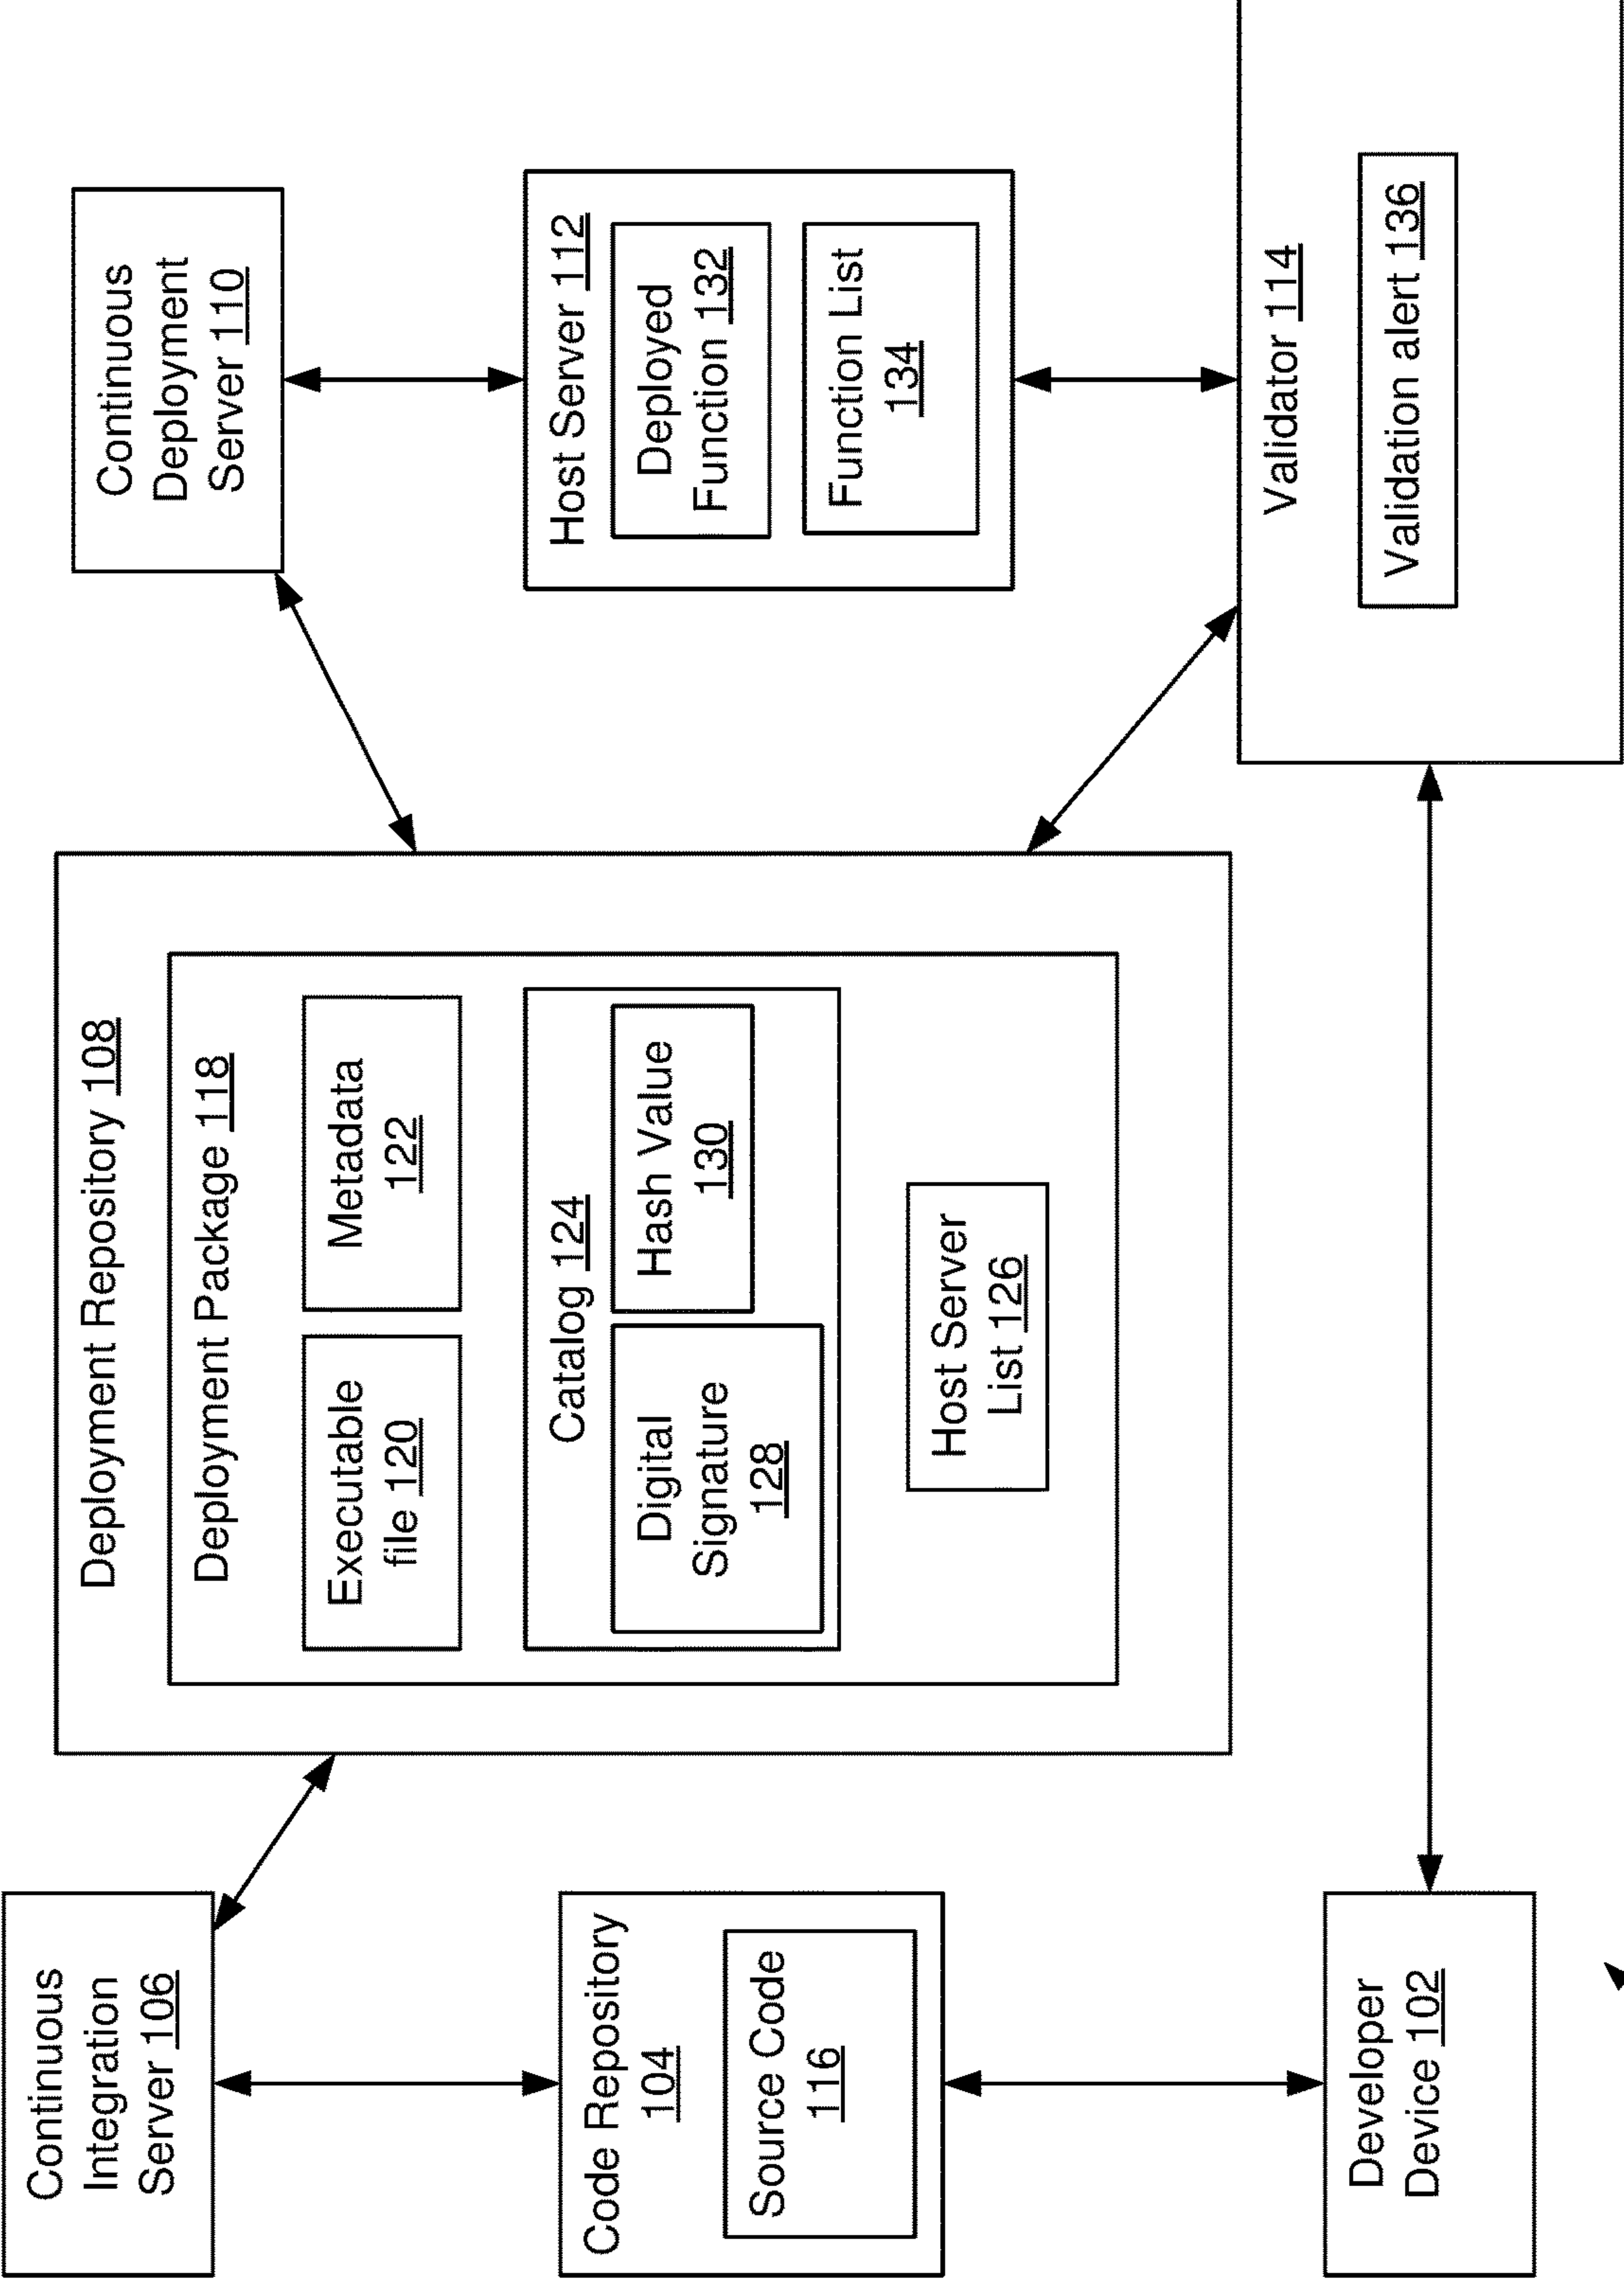 Continuous
Integration
Server 106
Code Repository
104
Source Code
116
Developer
Device 102
Deployment Repository 108
Deployment Package 118
Executable
file 120
Metadata
122
Catalog 124
Digital
Signature
128
Hash Value
130
Host Server
List 126
Continuous
Deployment
Server 110
Host Server 112
Deployed
Function 132
Function List
134
Validator 114
Validation alert 136